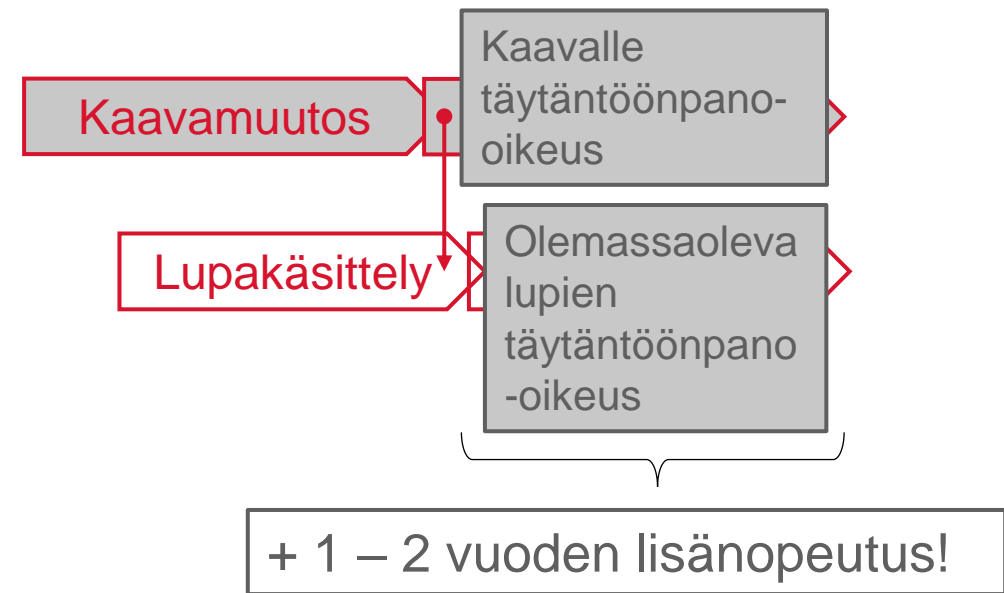 Kaavamuutos
Kaavalle
täytäntöönpano-
oikeus
Lupakäsittely
Olemassaoleva
lupien
täytäntöönpano
-oikeus
+ 1 – 2 vuoden lisänopeutus!